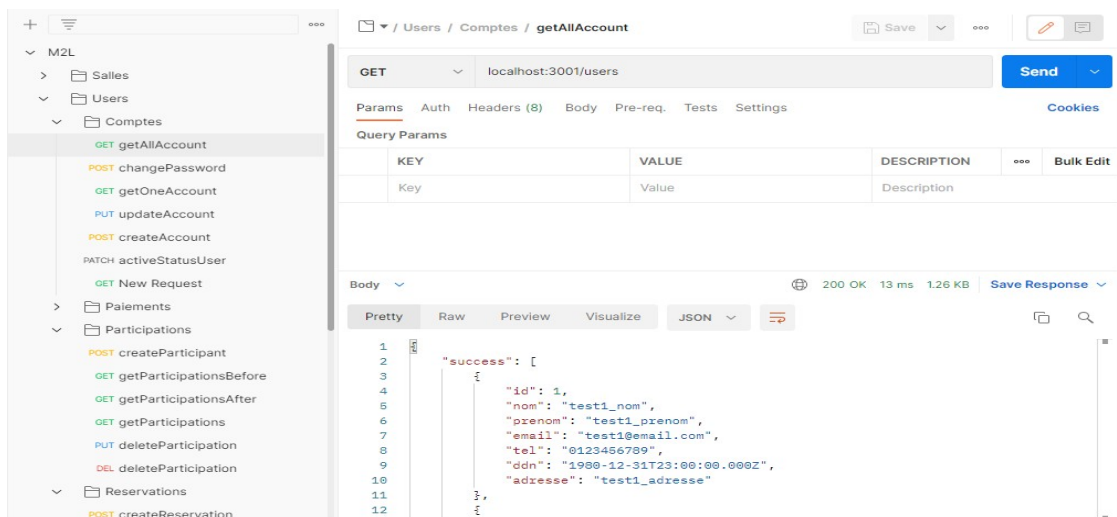 M2L
Salles
Users
Comptes
GET getAllAccount
POST changePassword
GET getOneAccount
PUT updateAccount
POST createAccount
PATCH activeStatusUser
GET New Request
Paiements
Participations
POST createParticipant
GET getParticipationsBefore
GET getParticipationsAfter
GET getParticipations
PUT deleteParticipation
DEL deleteParticipation
Reservations
POST createReservation
/ Users / Comptes / getAllAccount
Save
GET localhost:3001/users Send
Params Auth Headers (8) Body Pre-req. Tests Settings Cookies
Query Params
KEY VALUE DESCRIPTION Bulk Edit
Key Value Description
Body 200 OK 13 ms 1.26 KB Save Response
Pretty Raw Preview Visualize JSON
1 {
2 "success": [
3 {
4 "id": 1,
5 "nom": "test1_nom",
6 "prenom": "test1_prenom",
7 "email": "test1@email.com",
8 "tel": "0123456789",
9 "ddn": "1980-12-31T23:00:00.000Z",
10 "adresse": "test1_adresse"
11 },
12 {